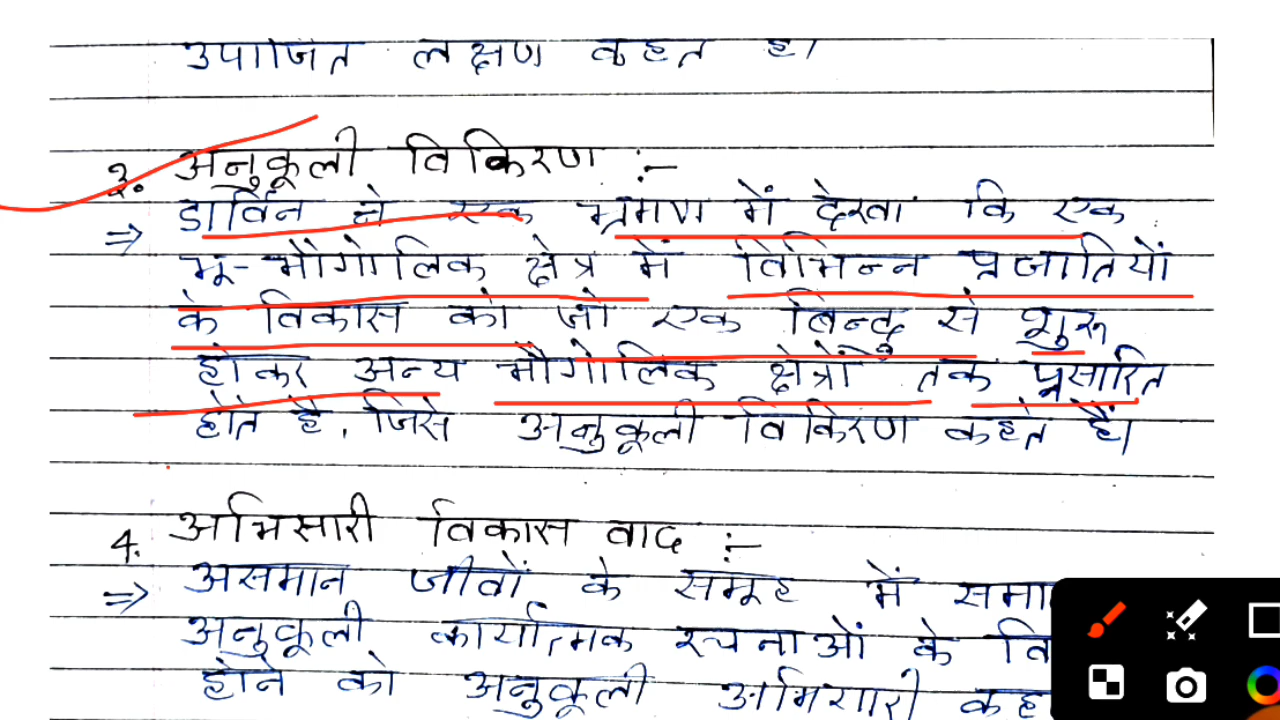 उपार्जित लक्षण कहते है।
3. अनुकूली विकिरण :-
⇒ डार्विन ने एक भ्रमण में देखा कि एक
भू-भौगोलिक क्षेत्र में विभिन्न प्रजातियों
के विकास को जो एक बिन्दु से शुरू
होकर अन्य भौगोलिक क्षेत्रों तक प्रसारित
होते है, जिसे अनुकूली विकिरण कहते हैं।
4. अभिसारी विकास वाद :-
⇒ असमान जीवों के समूह में
अनुकूली कार्यात्मक रचनाओं के
होने को अनुकूली अभिसारी